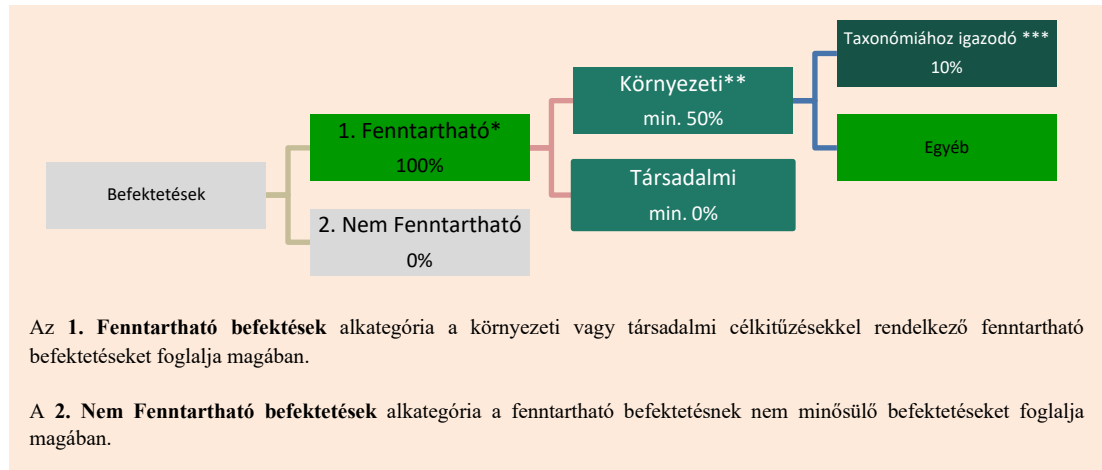 Taxonómiához igazodó ***
10%
Környezeti**
min. 50%
1. Fenntartható*
100%
Egyéb
Társadalmi
min. 0%
Befektetések
2. Nem Fenntartható
0%
Az 1. Fenntartható befektések alkategória a környezeti vagy társadalmi célkitűzésekkel rendelkező fenntartható
befektetéseket foglalja magában.
A 2. Nem Fenntartható befektetések alkategória a fenntartható befektetésnek nem minősülő befektetéseket foglalja
magában.